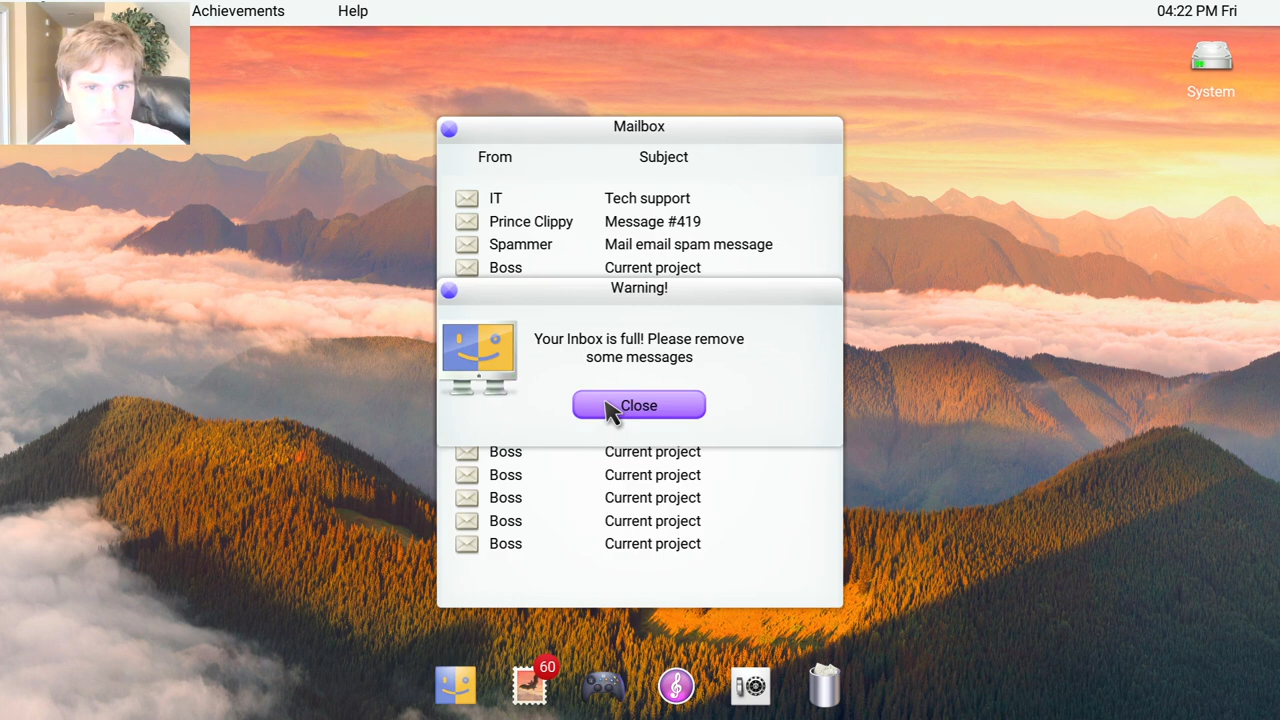 Achievements Help 04:22 PM Fri
System
Mailbox
From Subject
IT Tech support
Prince Clippy Message #419
Spammer Mail email spam message
Boss Current project
Warning!
Your Inbox is full! Please remove
some messages
Close
Boss Current project
Boss Current project
Boss Current project
Boss Current project
Boss Current project
60